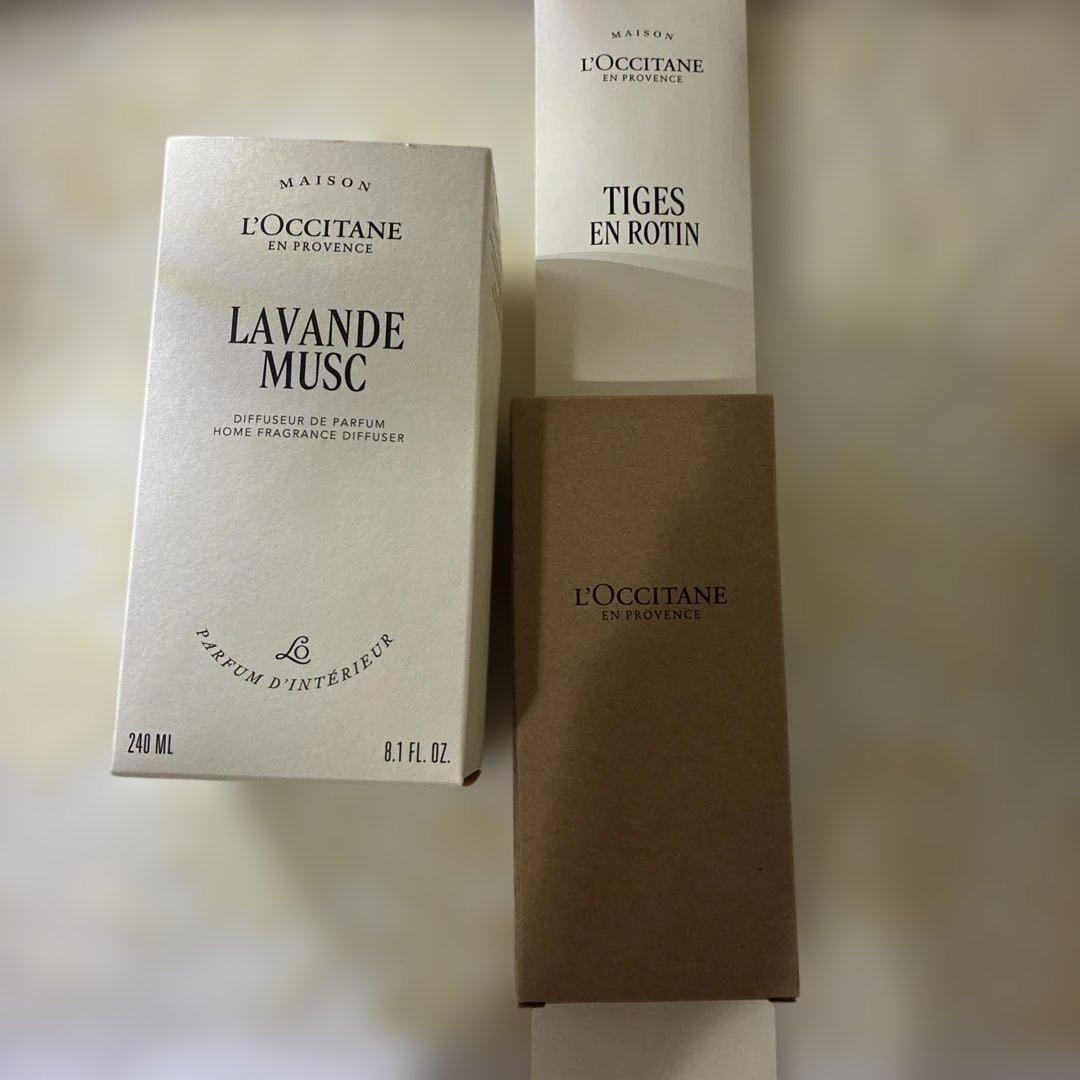 MAISON
L'OCCITANE
EN PROVENCE
LAVANDE
MUSC
DIFFUSEUR DE PARFUM
HOME FRAGRANCE DIFFUSER
LO
PARFUM D'INTÉRIEUR
240 ML
8.1 FL. OZ.
MAISON
L'OCCITANE
EN PROVENCE
TIGES
EN ROTIN
L'OCCITANE
EN PROVENCE